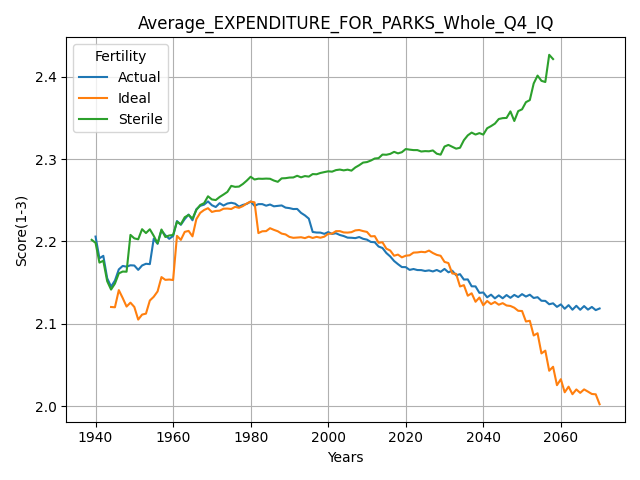 Average_EXPENDITURE_FOR_PARKS_Whole_Q4_IQ
Fertility
Actual
Ideal
Sterile
Score(1-3)
2.4
2.3
2.2
2.1
2.0
1940 1960 1980 2000 2020 2040 2060
Years